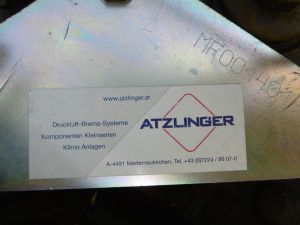 www.atzlinger.at
Druckluft-Brems-Systeme
Komponenten Kleinserien
Klima Anlagen
ATZLINGER
A-4491 Niederneukirchen, Tel. +43 (0)7224 / 86 07-0